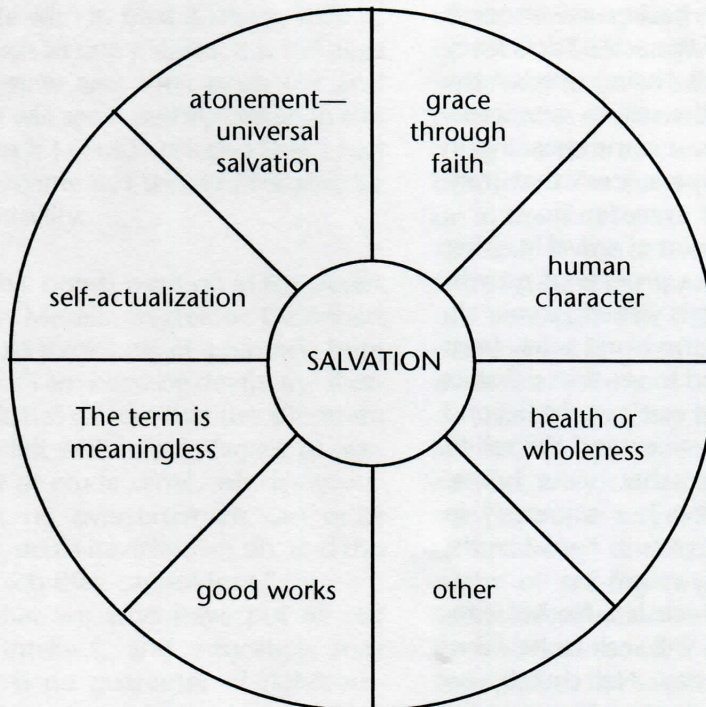 atonement—
universal
salvation
grace
through
faith
human
character
health or
wholeness
other
good works
The term is
meaningless
self-actualization
SALVATION